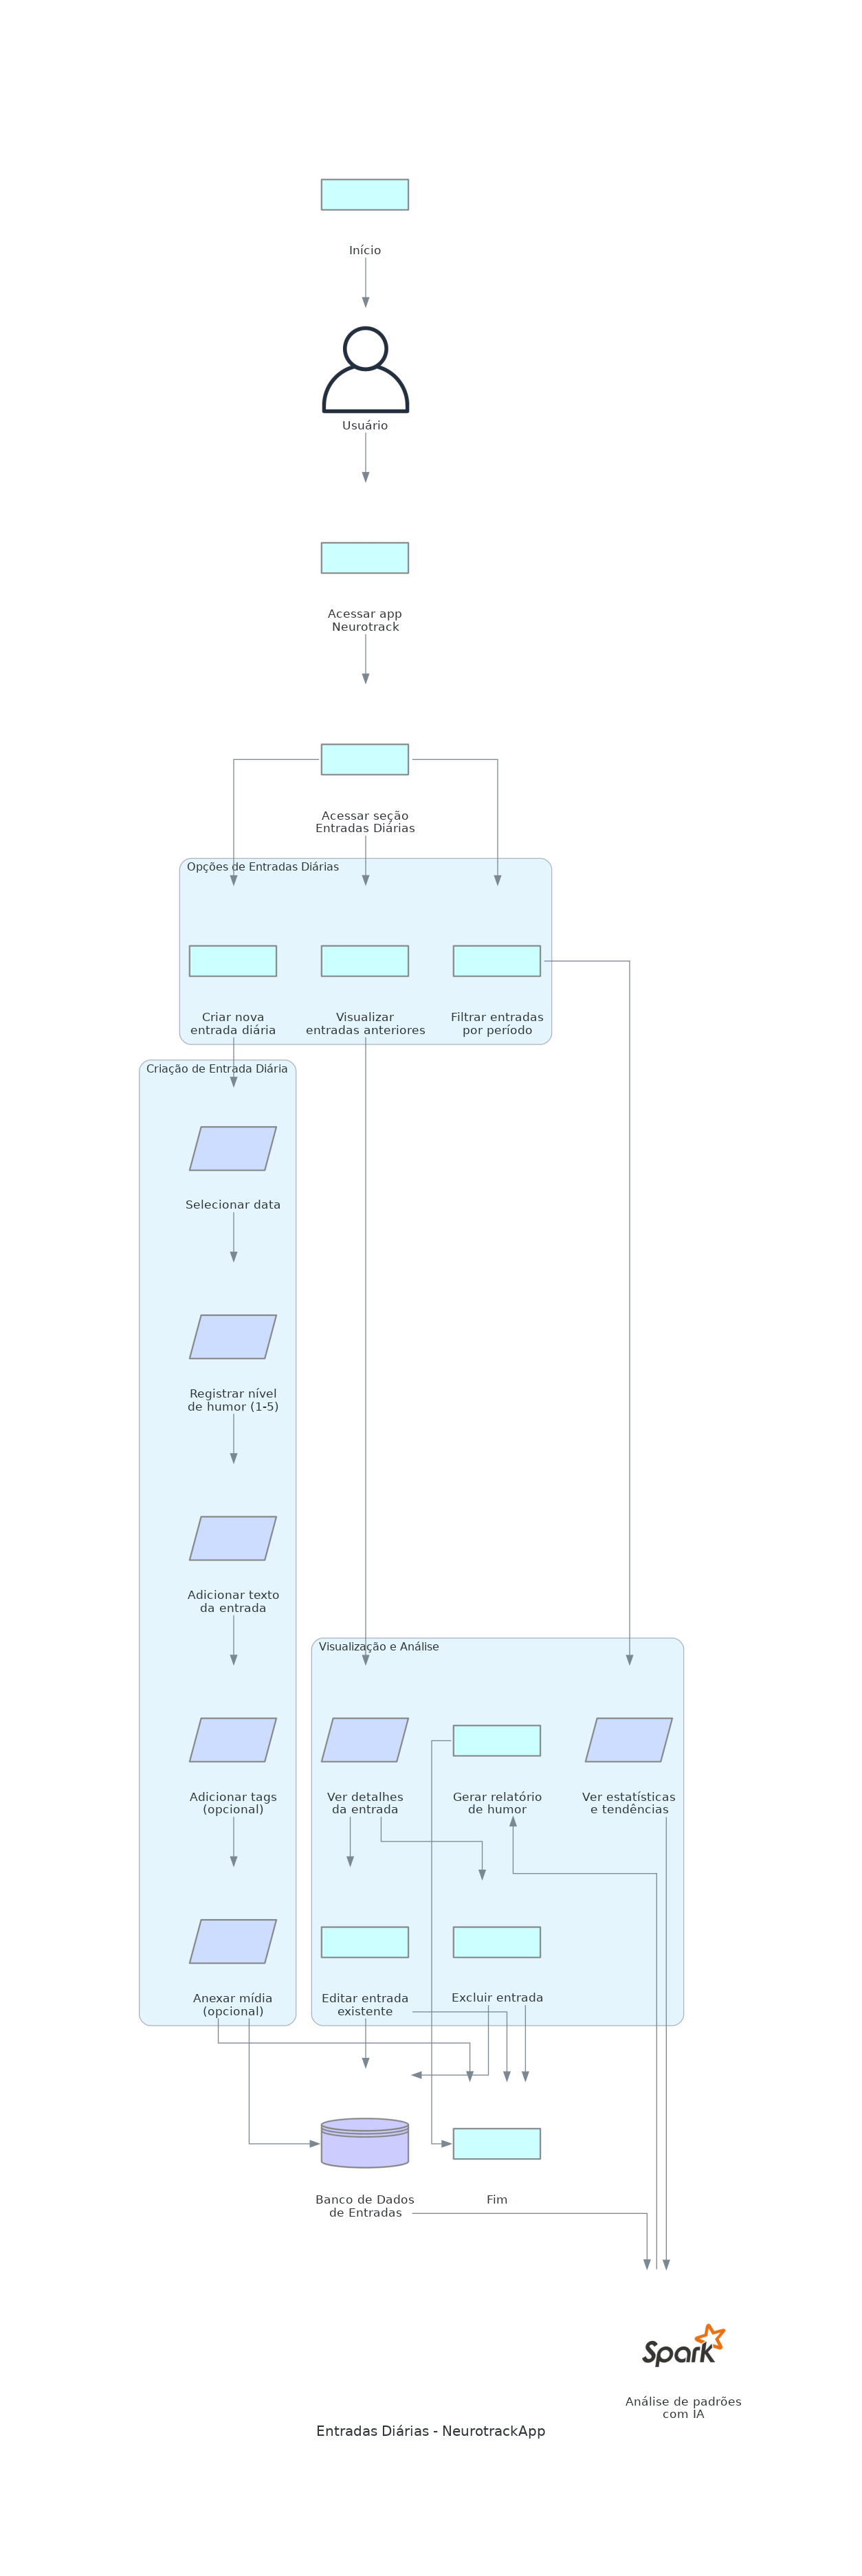 Início
Usuário
Acessar app
Neurotrack
Acessar seção
Entradas Diárias
Opções de Entradas Diárias
Criar nova
entrada diária
Visualizar
entradas anteriores
Filtrar entradas
por período
Criação de Entrada Diária
Selecionar data
Registrar nível
de humor (1-5)
Adicionar texto
da entrada
Visualização e Análise
Adicionar tags
(opcional)
Ver detalhes
da entrada
Gerar relatório
de humor
Ver estatísticas
e tendências
Anexar mídia
(opcional)
Editar entrada
existente
Excluir entrada
Banco de Dados
de Entradas
Fim
Spark
Análise de padrões
com IA
Entradas Diárias - NeurotrackApp